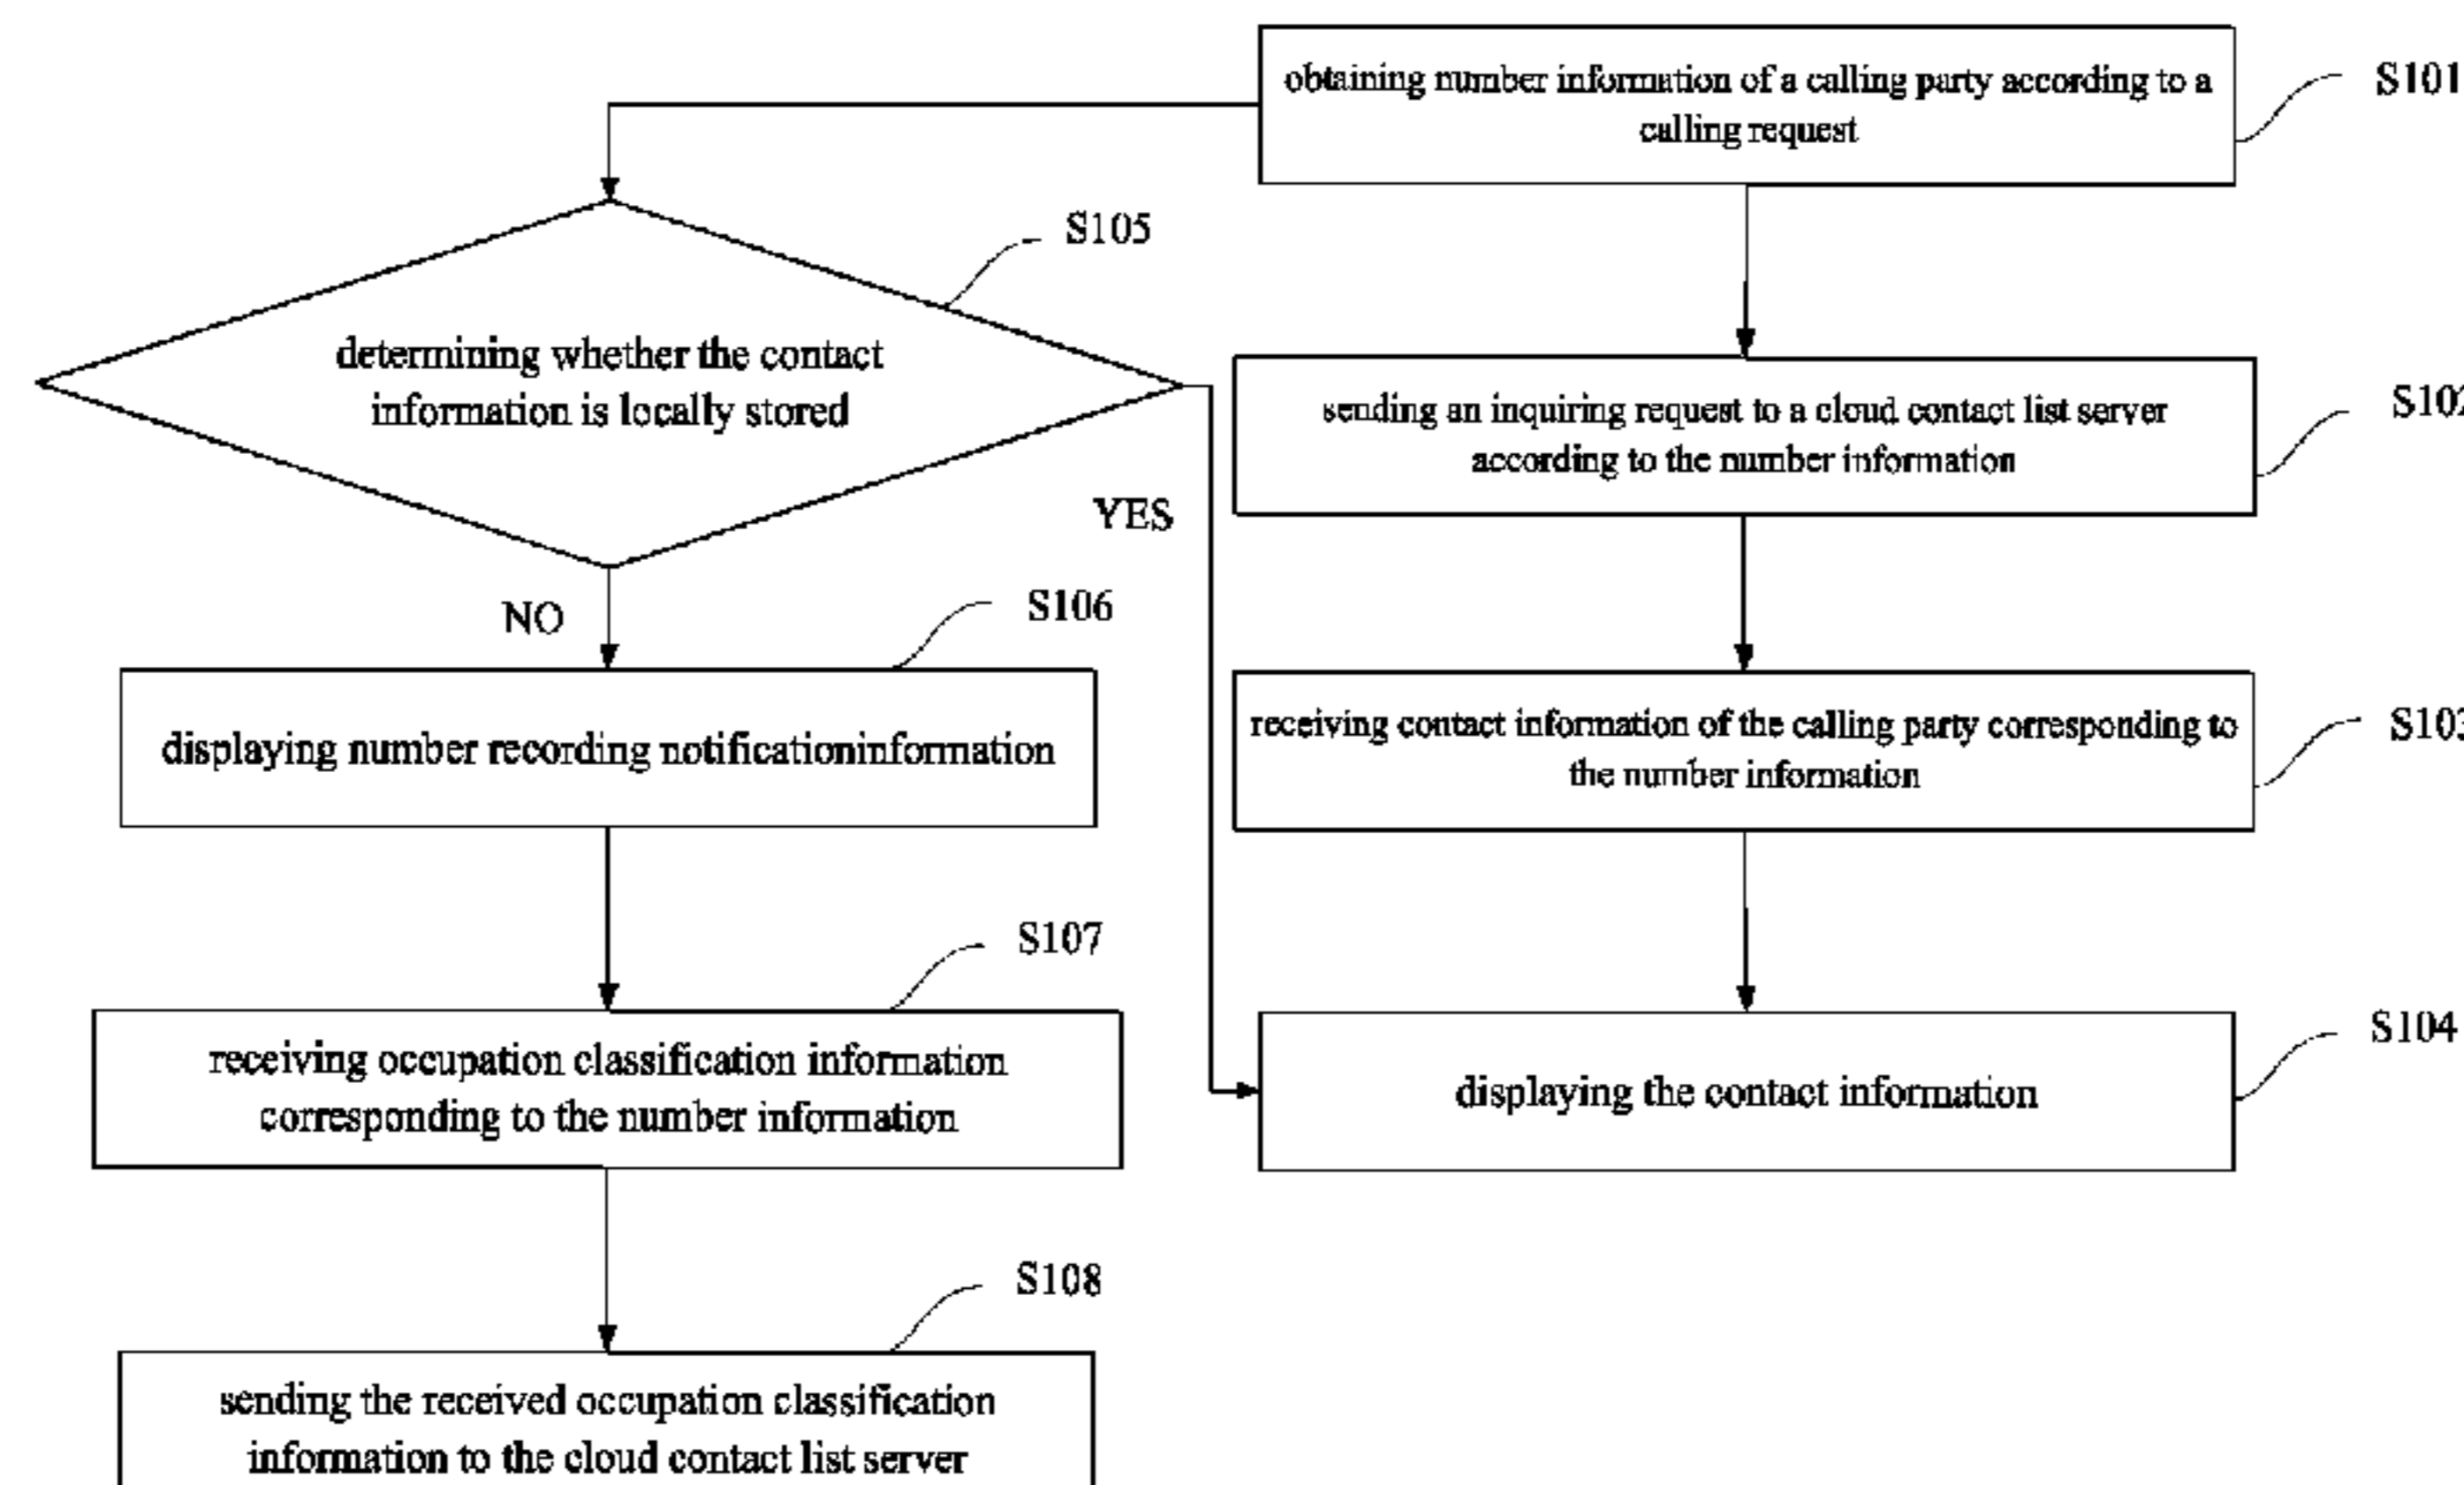 obtaining number information of a calling party according to a
calling request
S101
S105
determining whether the contact
information is locally stored
sending an inquiring request to a cloud contact list server
according to the number information
S102
YES
NO
S106
displaying number recording notificationinformation
receiving contact information of the calling party corresponding to
the number information
S103
S107
receiving occupation classification information
corresponding to the number information
displaying the contact information
S104
S108
sending the received occupation classification
information to the cloud contact list server